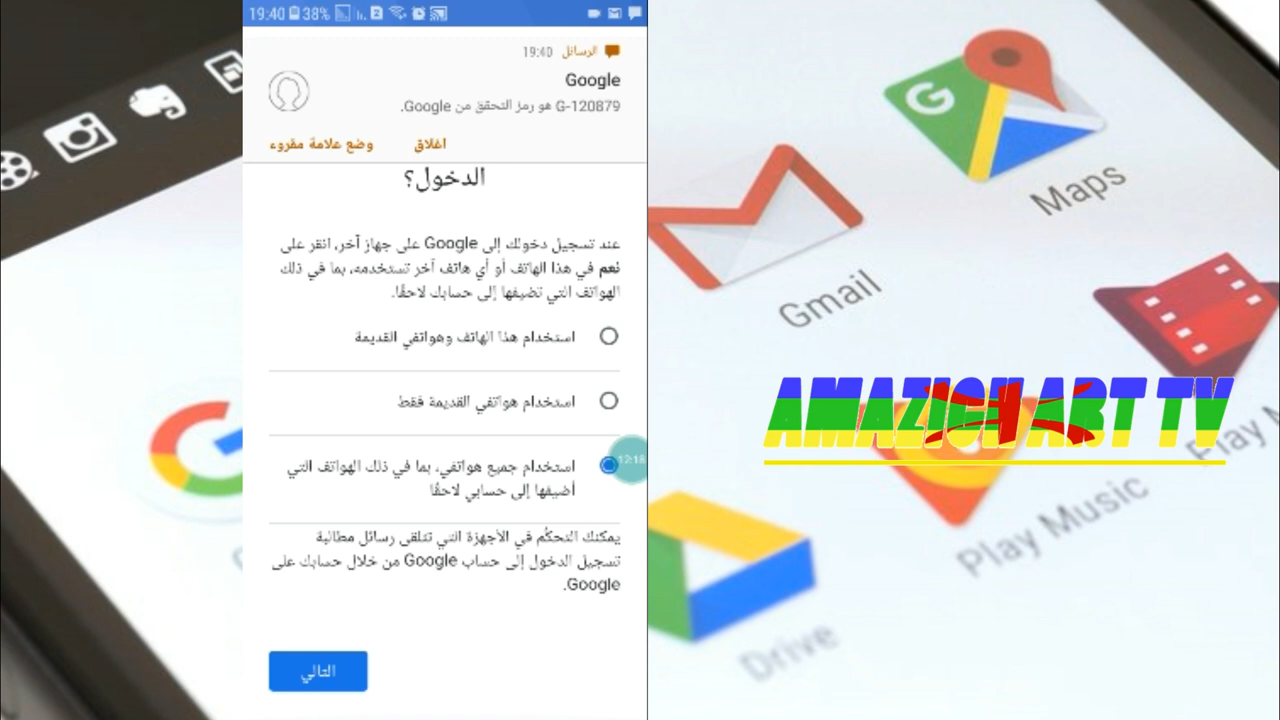 19:40 38%
الرسائل 19:40
Google
G-120879 هو رمز التحقق من Google.
اغلاق وضع علامة مقروء
الدخول؟
عند تسجيل دخولك إلى Google على جهاز آخر، انقر على
نعم في هذا الهاتف أو أي هاتف آخر تستخدمه، بما في ذلك
الهواتف التي تضيفها إلى حسابك لاحقًا.
استخدام هذا الهاتف وهواتفي القديمة
استخدام هواتفي القديمة فقط
استخدام جميع هواتفي، بما في ذلك الهواتف التي
أضيفها إلى حسابي لاحقًا
12:18
يمكنك التحكُّم في الأجهزة التي تتلقى رسائل مطالبة
تسجيل الدخول إلى حساب Google من خلال حسابك على
Google.
التالي
Maps
Gmail
AMAZIGH ART TV
Play M
Play Music
Drive